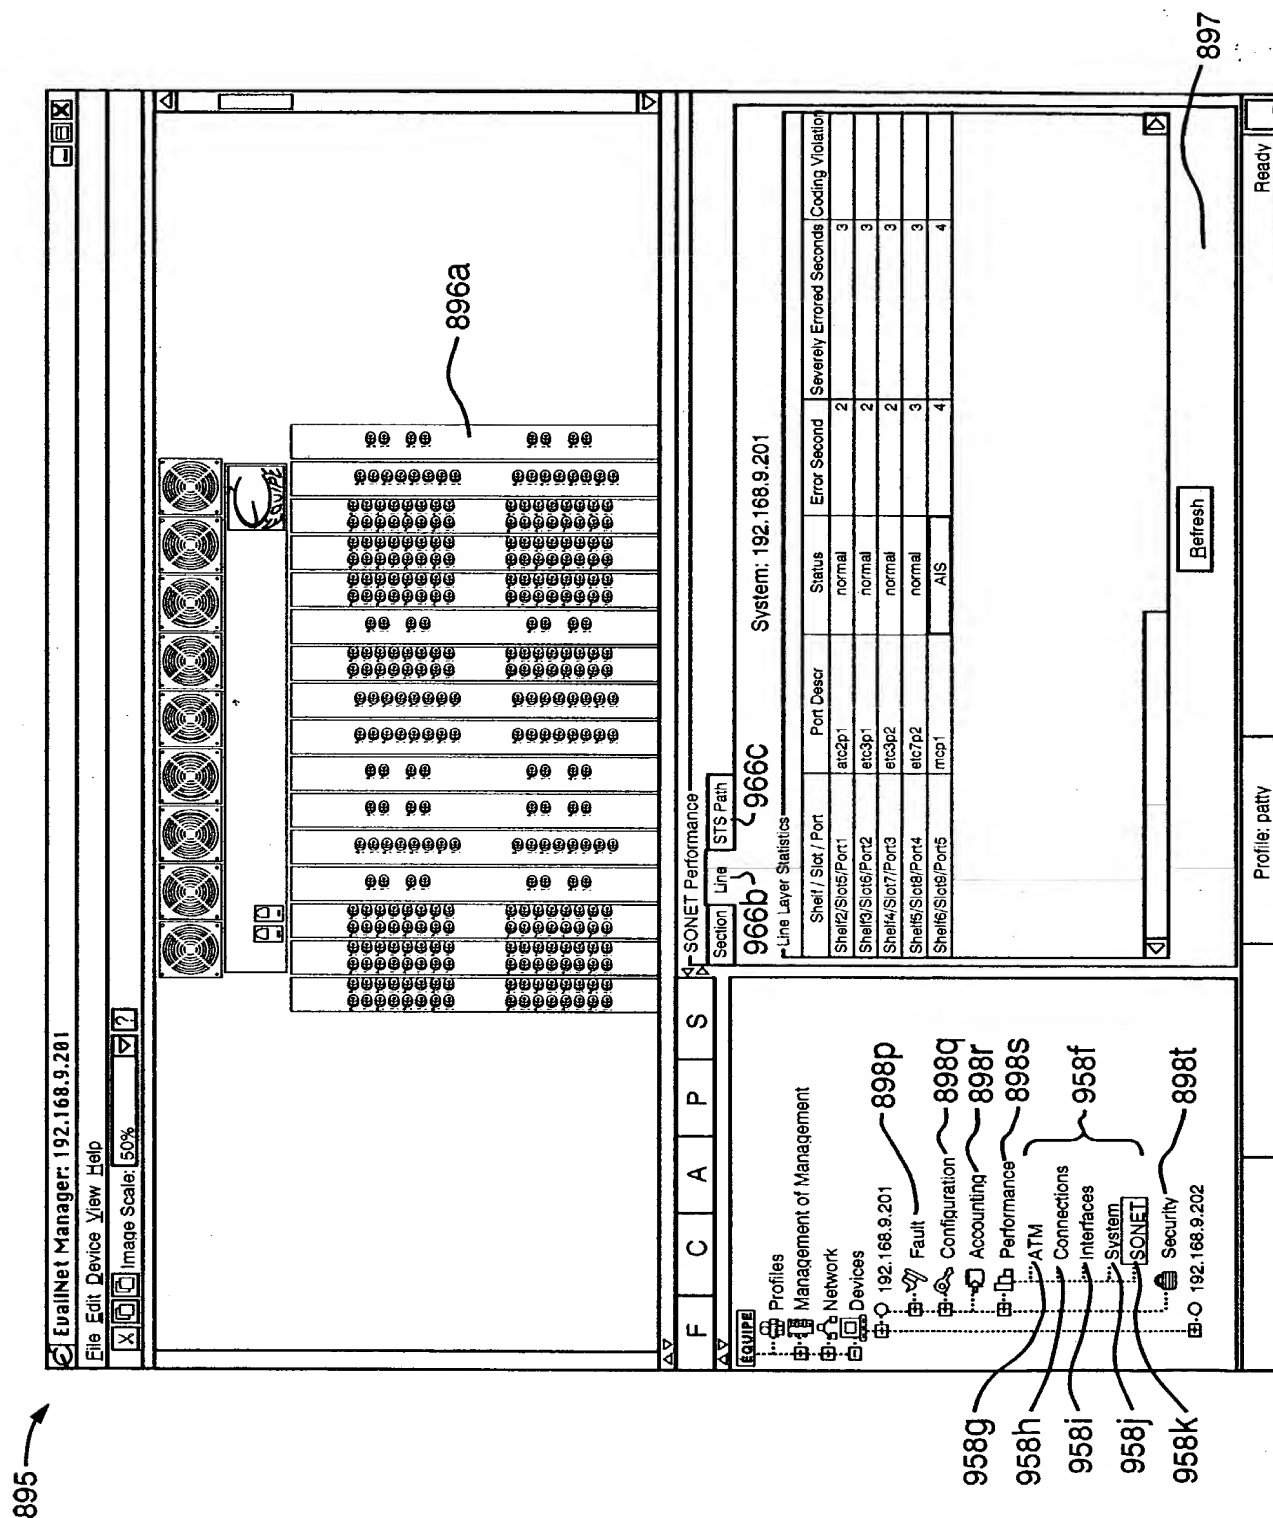 895
EuallNet Manager: 192.168.9.201
File Edit Device View Help
Image Scale: 50% ?
896a
F C A P S
EQUIPE
Profiles
Management of Management
Network
Devices
192.168.9.201
Fault
Configuration
Accounting
Performance
ATM
Connections
Interfaces
System
SONET
Security
192.168.9.202
898p
898q
898r
898s
958f
898t
958g
958h
958i
958j
958k
SONET Performance
Section Line STS Path
966b 966c
System: 192.168.9.201
Line Layer Statistics
Shelf / Slot / Port Port Descr Status Error Second Severely Errored Seconds Coding Violation
Shelf2/Slot5/Port1 atc2p1 normal 2 3
Shelf3/Slot6/Port2 etc3p1 normal 2 3
Shelf4/Slot7/Port3 etc3p2 normal 2 3
Shelf5/Slot8/Port4 etc7p2 normal 3 3
Shelf6/Slot9/Port5 mcp1 AIS 4 4
Refresh
897
Profile: patty
Ready